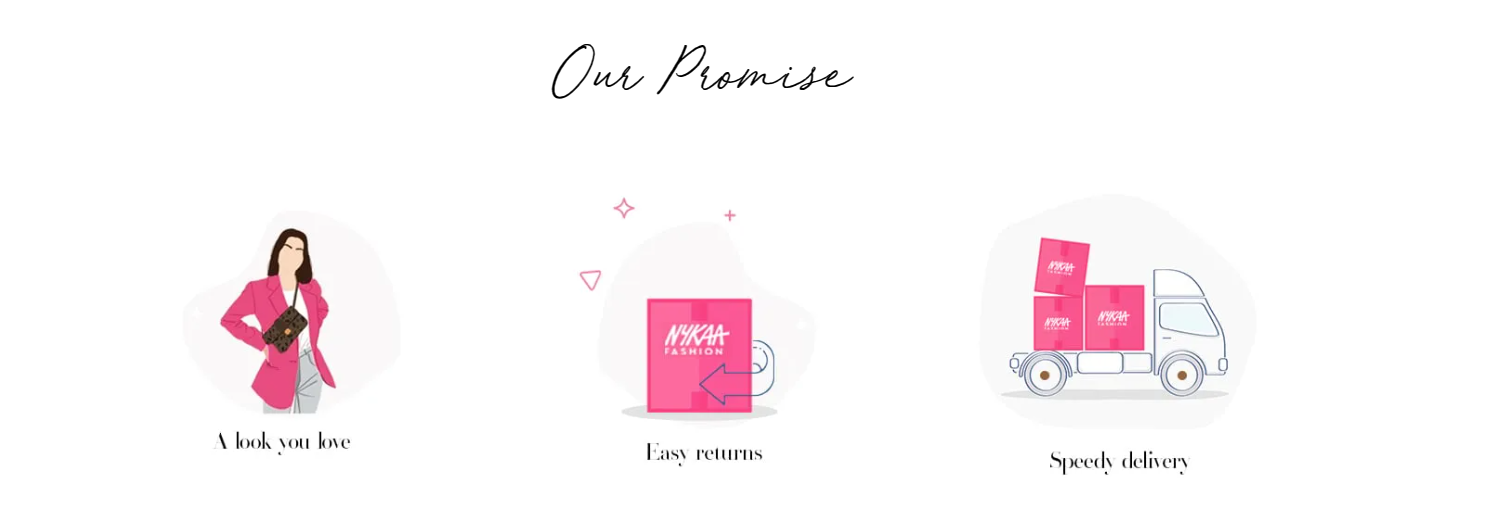 Our Promise
NYKAA
FASHION
NYKAA
FASHION
NYKAA
FASHION
NYKAA
FASHION
A look you love
Easy returns
Speedy delivery